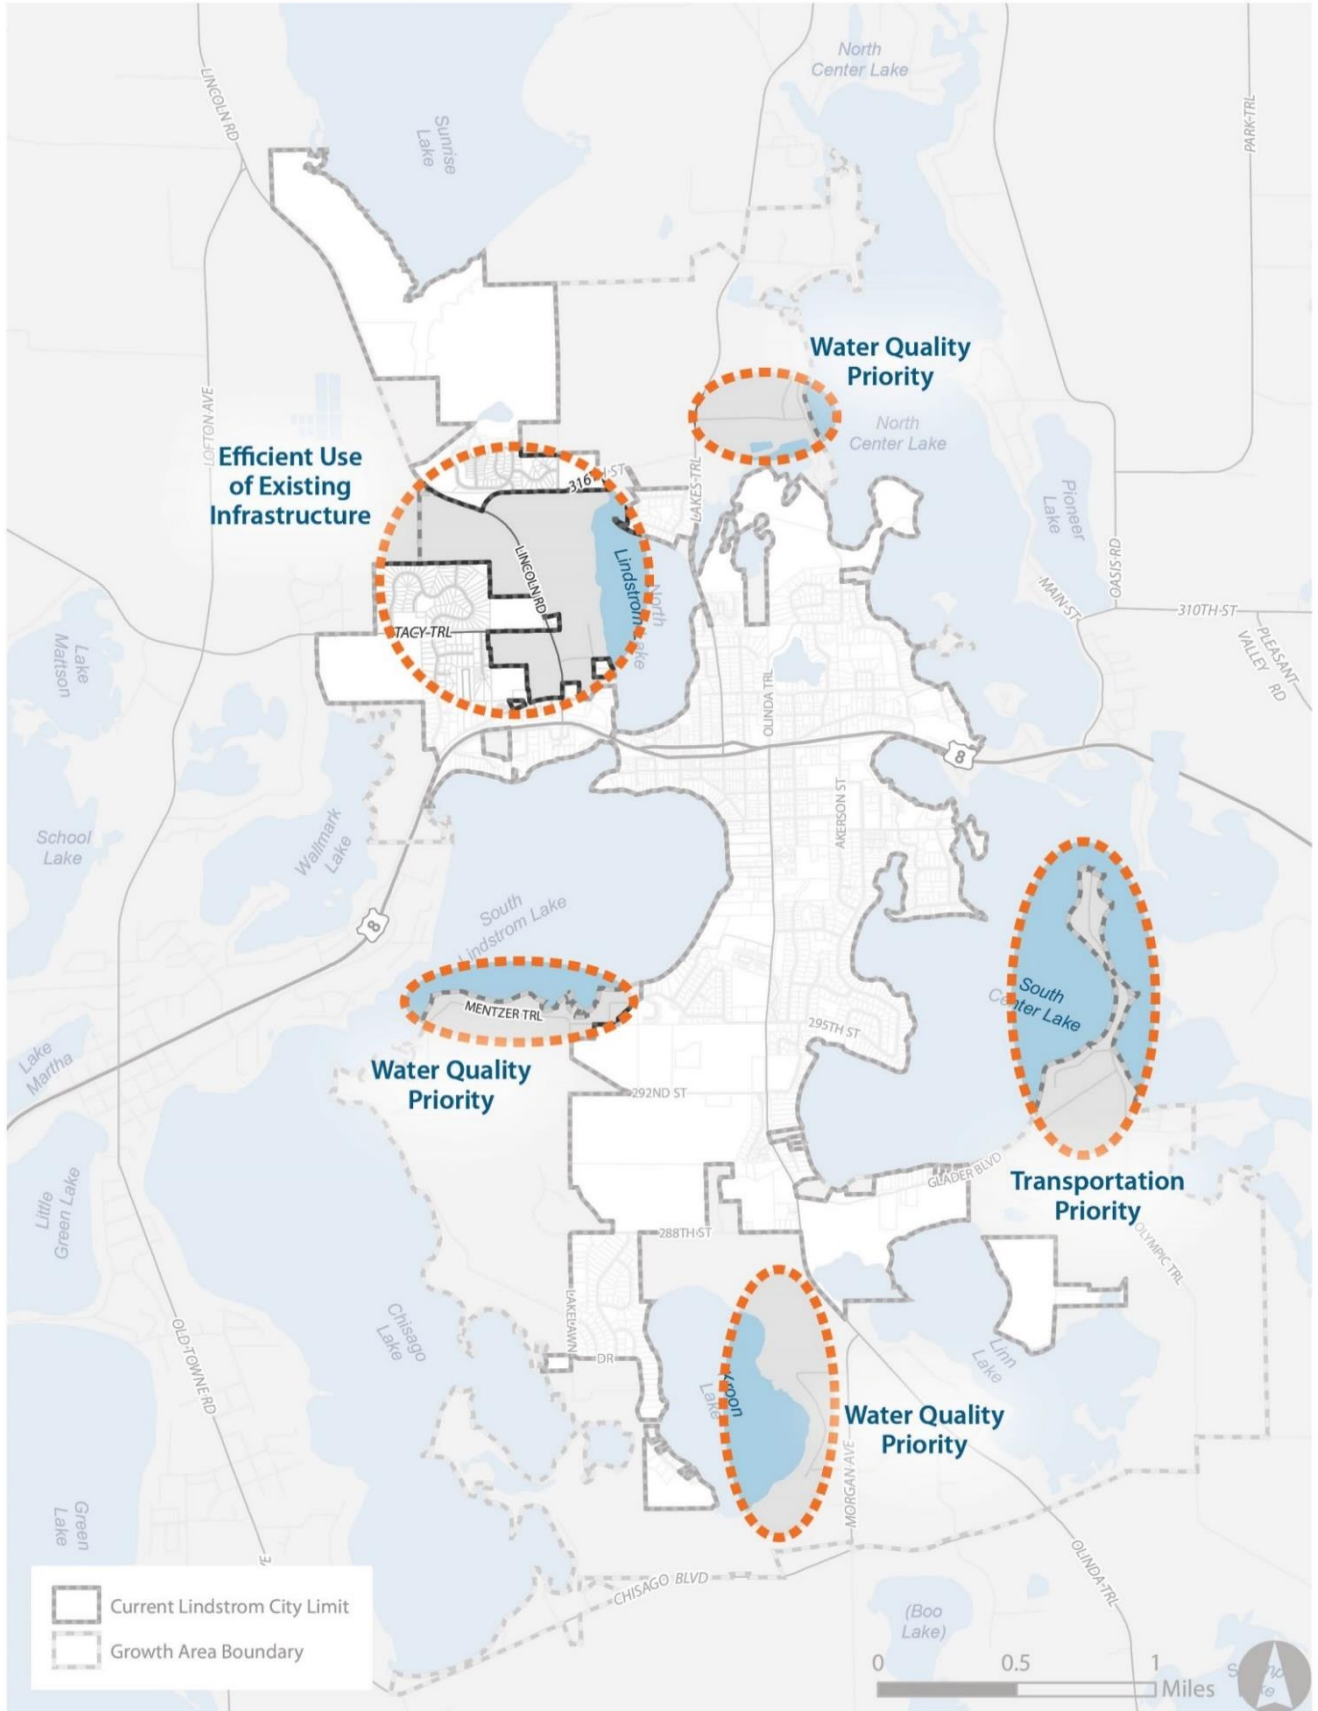 North
Center Lake
LINCOLN RD
Sunrise
Lake
PARK-TRL
Water Quality
Priority
LOFTON AVE
North
Center Lake
Efficient Use
of Existing
Infrastructure
316TH-ST
LAKES-TRL
Pioneer
Lake
OASIS-RD
LINCOLN-RD
Lindstrom
North
Lake
MAIN-ST
310TH-ST
PLEASANT
VALLEY RD
TACY-TRL
Lake
Mattson
OLINDA TRL
8
AKERSON ST
School
Lake
Wallmark
Lake
8
South
Lindstrom Lake
South
Center Lake
MENTZER TRL
295TH ST
Lake
Martha
Water Quality
Priority
292ND ST
Little
Green Lake
GLADER BLVD
Transportation
Priority
288TH-ST
OLYMPIC TRL
LAKELAWN
DR
Chisago
Lake
OLD TOWNE RD
Linn
Lake
Kroon
Lake
Water Quality
Priority
MORGAN AVE
Green
Lake
OLINDA-TRL
CHISAGO BLVD
Current Lindstrom City Limit
Growth Area Boundary
(Boo
Lake)
0 0.5 1
Miles